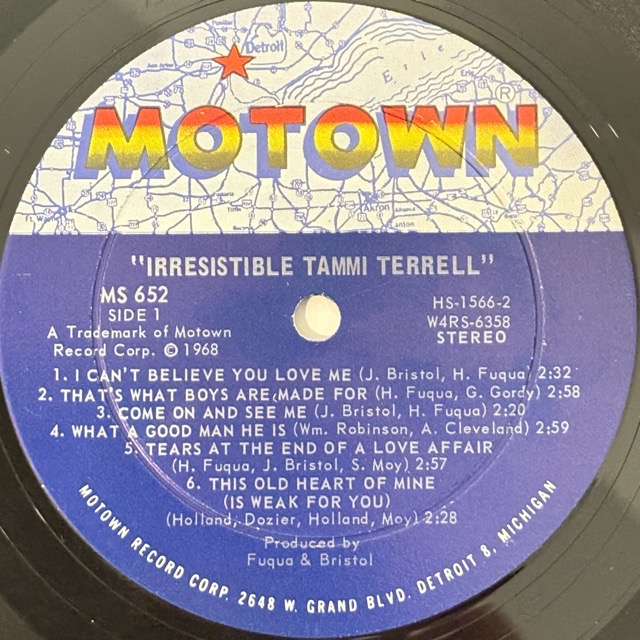 Detroit
Erie
Erie
Akron
Canton
MOTOWN®
"IRRESISTIBLE TAMMI TERRELL"
MS 652
SIDE 1
A Trademark of Motown
Record Corp. © 1968
HS-1566-2
W4RS-6358
STEREO
1. I CAN'T BELIEVE YOU LOVE ME (J. Bristol, H. Fuqua) 2:32
2. THAT'S WHAT BOYS ARE MADE FOR (H. Fuqua, G. Gordy) 2:58
3. COME ON AND SEE ME (J. Bristol, H. Fuqua) 2:20
4. WHAT A GOOD MAN HE IS (Wm. Robinson, A. Cleveland) 2:59
5. TEARS AT THE END OF A LOVE AFFAIR
(H. Fuqua, J. Bristol, S. Moy) 2:57
6. THIS OLD HEART OF MINE
(IS WEAK FOR YOU)
(Holland, Dozier, Holland, Moy) 2:28
Produced by
Fuqua & Bristol
MOTOWN RECORD CORP. 2648 W. GRAND BLVD. DETROIT 8, MICHIGAN